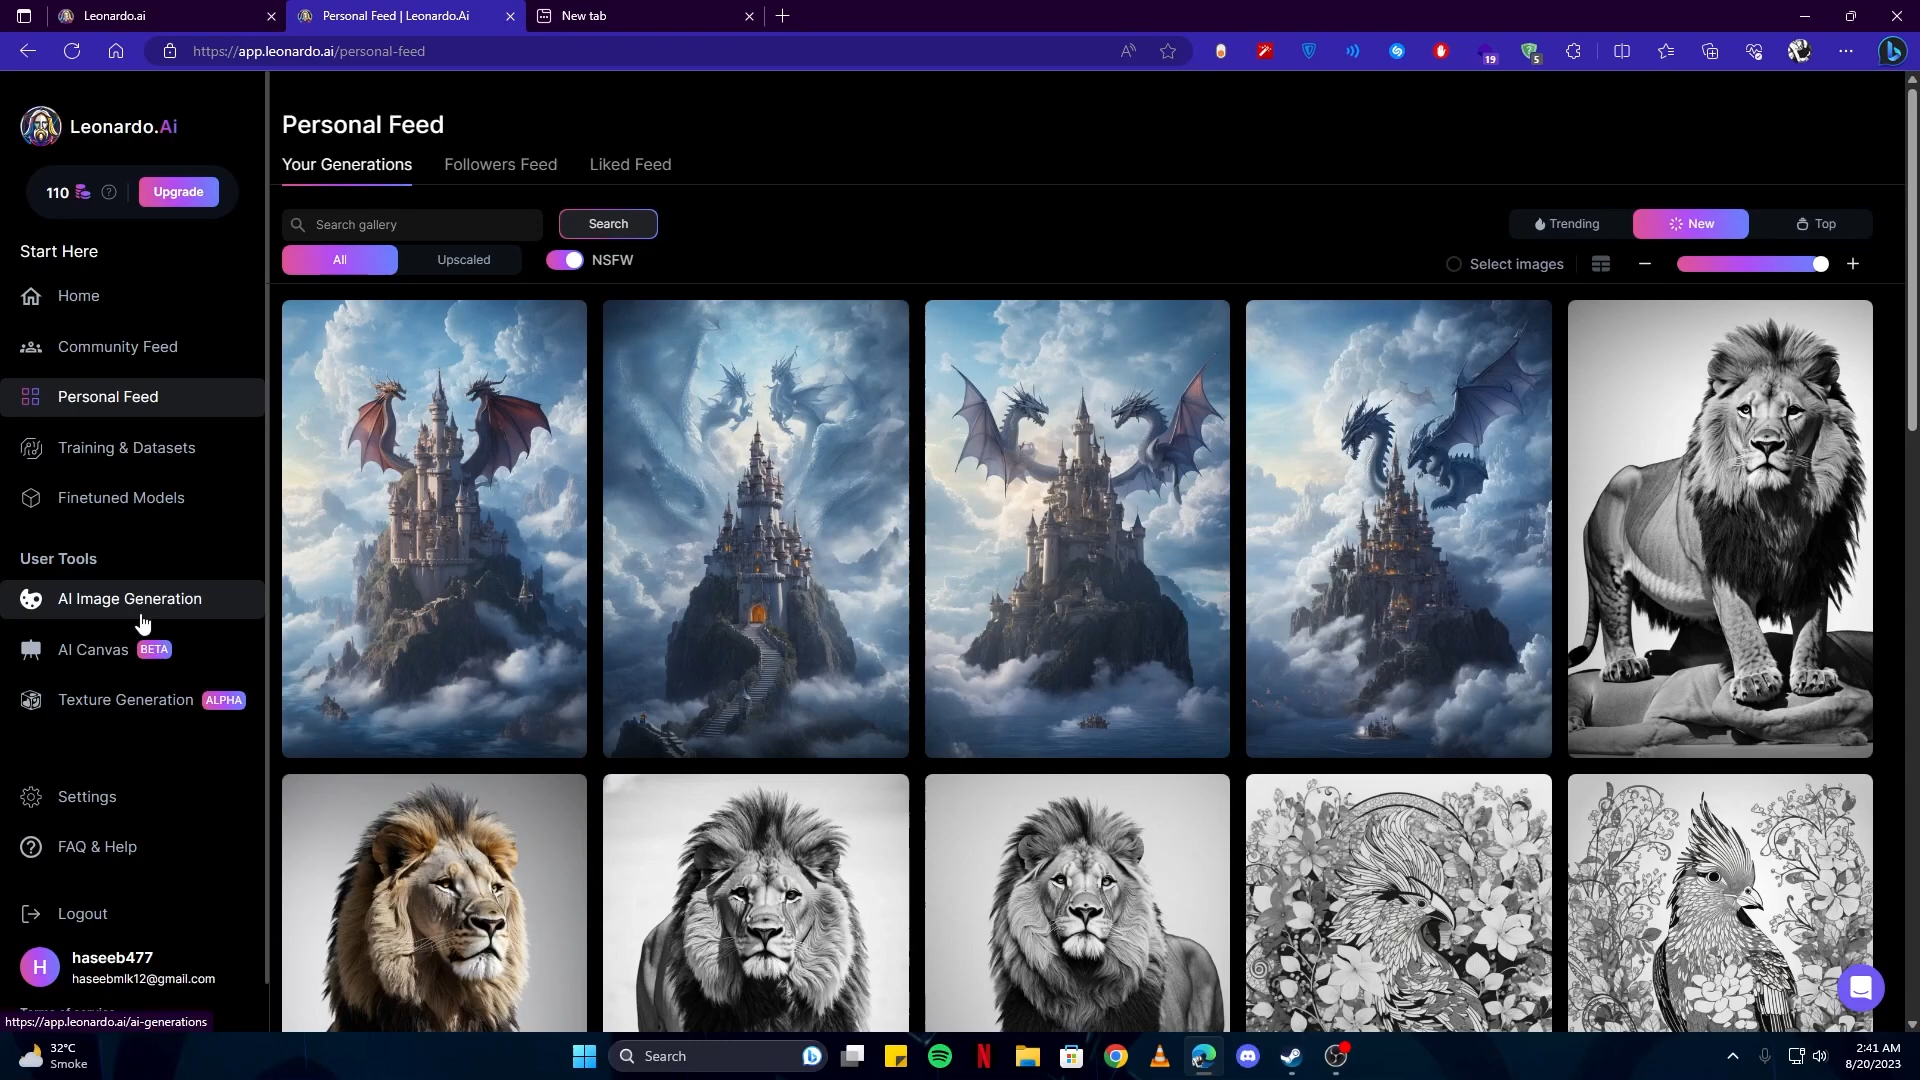 Leonardo.ai
Personal Feed | Leonardo.Ai
New tab
https://app.leonardo.ai/personal-feed
19
5
Leonardo.Ai
110
Upgrade
Start Here
Home
Community Feed
Personal Feed
Training & Datasets
Finetuned Models
User Tools
AI Image Generation
AI Canvas BETA
Texture Generation ALPHA
Settings
FAQ & Help
Logout
H
haseeb477
haseebmlk12@gmail.com
https://app.leonardo.ai/ai-generations
Personal Feed
Your Generations Followers Feed Liked Feed
Search gallery
Search
Trending New Top
All Upscaled NSFW
Select images
32°C
Smoke
Search
2:41 AM
8/20/2023